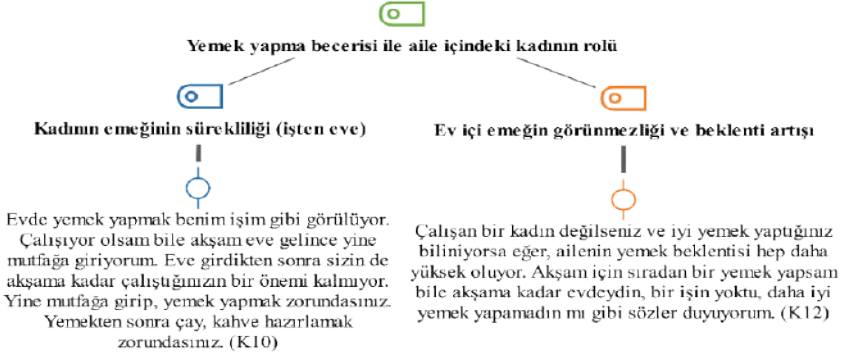 Yemek yapma becerisi ile aile içindeki kadının rolü
Kadının emeğinin sürekliliği (işten eve)
Evde yemek yapmak benim işim gibi görülüyor.
Çalışıyor olsam bile akşam eve gelince yine
mutfağa giriyorum. Eve girdikten sonra sizin de
akşama kadar çalıştığınızın bir önemi kalmıyor.
Yine mutfağa girip, yemek yapmak zorundasınız.
Yemekten sonra çay, kahve hazırlamak
zorundasınız. (K10)
Ev içi emeğin görünmezliği ve beklenti artışı
Çalışan bir kadın değilseniz ve iyi yemek yaptığınız
biliniyorsa eğer, ailenin yemek beklentisi hep daha
yüksek oluyor. Akşam için sıradan bir yemek yapsam
bile akşama kadar evdeydin, bir işin yoktu, daha iyi
yemek yapamadın mı gibi sözler duyuyorum. (K12)